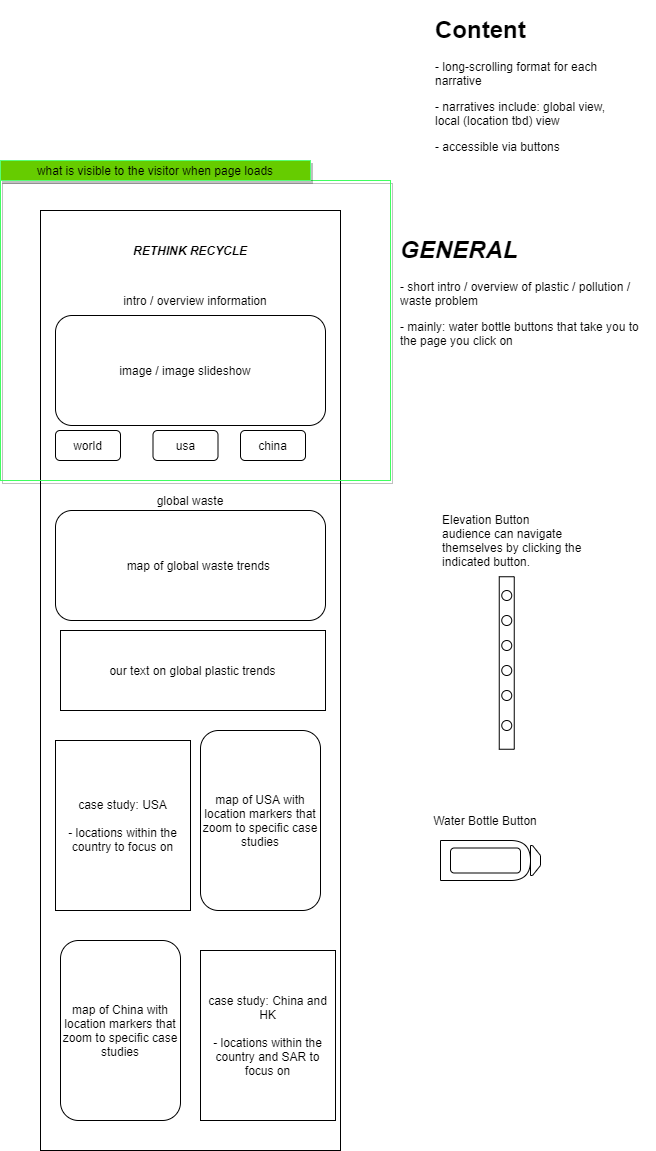 Content
- long-scrolling format for each
narrative
- narratives include: global view,
local (location tbd) view
- accessible via buttons
what is visible to the visitor when page loads
RETHINK RECYCLE
GENERAL
- short intro / overview of plastic / pollution /
waste problem
- mainly: water bottle buttons that take you to
the page you click on
intro / overview information
image / image slideshow
world
usa
china
global waste
map of global waste trends
Elevation Button
audience can navigate
themselves by clicking the
indicated button.
our text on global plastic trends
case study: USA
- locations within the
country to focus on
map of USA with
location markers that
zoom to specific case
studies
Water Bottle Button
map of China with
location markers that
zoom to specific case
studies
case study: China and
HK
- locations within the
country and SAR to
focus on